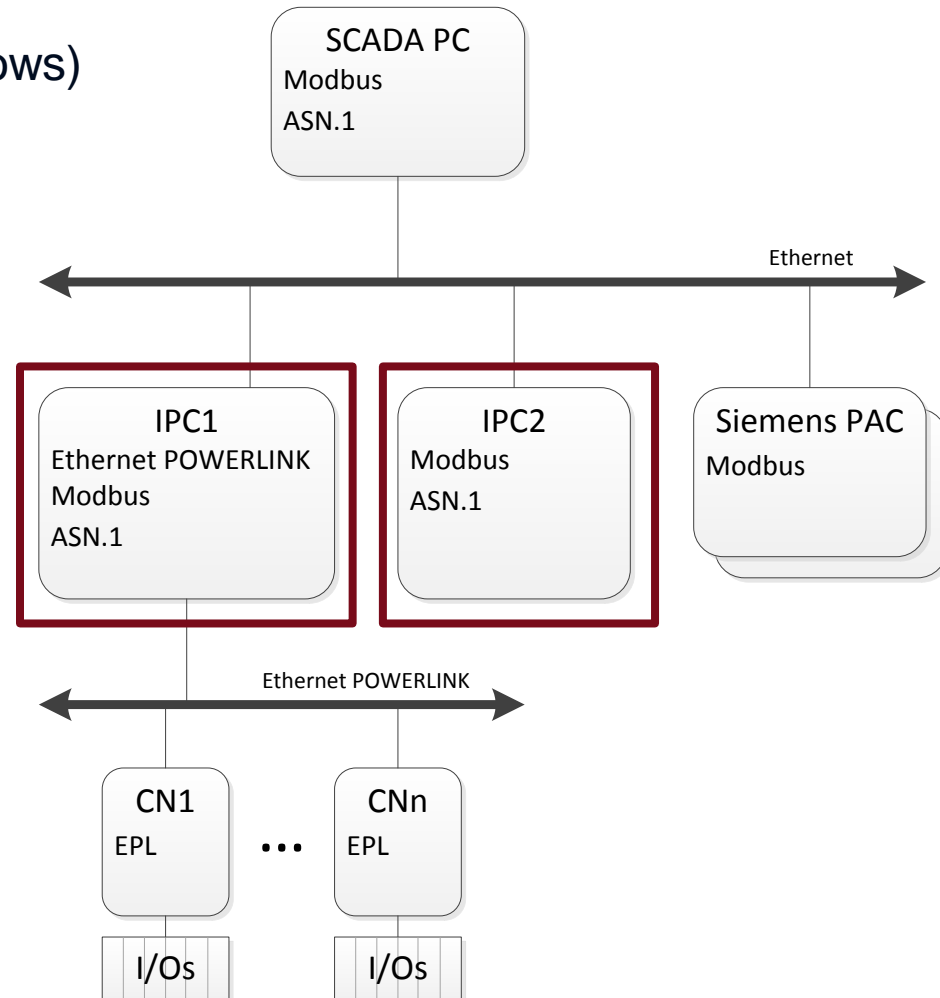 ows)
SCADA PC
Modbus
ASN.1
Ethernet
IPC1
Ethernet POWERLINK
Modbus
ASN.1
IPC2
Modbus
ASN.1
Siemens PAC
Modbus
Ethernet POWERLINK
CN1
EPL
...
CNn
EPL
I/Os
I/Os